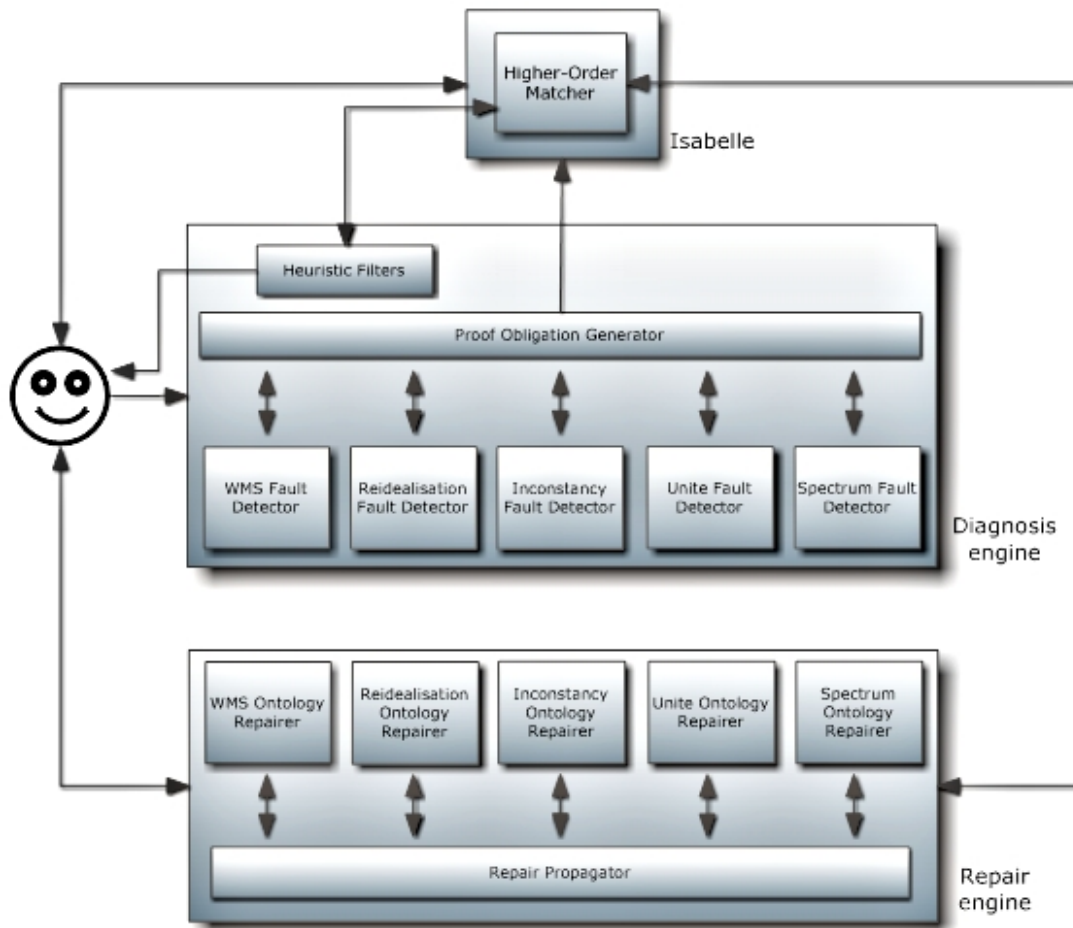 Higher-Order
Matcher
Isabelle
Heuristic Filters
Proof Obligation Generator
WMS Fault
Detector
Reidealisation
Fault Detector
Inconstancy
Fault Detector
Unite Fault
Detector
Spectrum Fault
Detector
Diagnosis
engine
WMS Ontology
Repairer
Reidealisation
Ontology
Repairer
Inconstancy
Ontology
Repairer
Unite Ontology
Repairer
Spectrum
Ontology
Repairer
Repair Propagator
Repair
engine